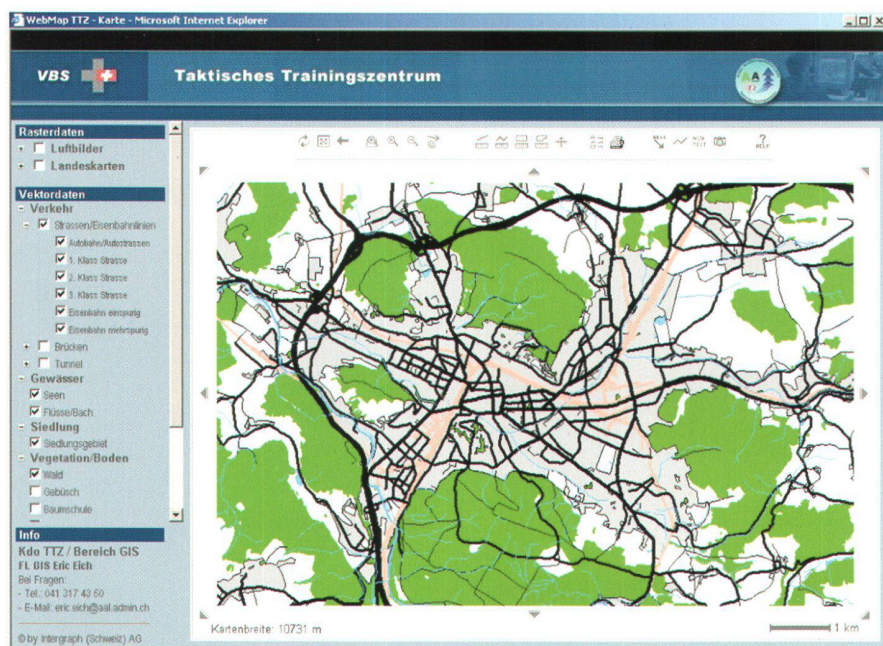 WebMap TTZ - Karte - Microsoft Internet Explorer
VBS
Taktisches Trainingszentrum
Rasterdaten
Luftbilder
Landeskarten
Vektordaten
Verkehr
Strassen/Eisenbahnlinien
Autobahn/Autostrassen
1. Klass Strasse
2. Klass Strasse
3. Klass Strasse
Eisenbahn einspurig
Eisenbahn mehrspurig
Brücken
Tunnel
Gewässer
Seen
Flüsse/Bach
Siedlung
Siedlungsgebiet
Vegetation/Boden
Wald
Gebüsch
Baumschule
Info
Kdo TTZ / Bereich GIS
FL GIS Eric Eich
Bei Fragen:
- Tel.: 041 317 43 50
- E-Mail: eric.eich@aal.admin.ch
© by Intergraph (Schweiz) AG
?
HELP
Kartenbreite: 10731 m
1 km